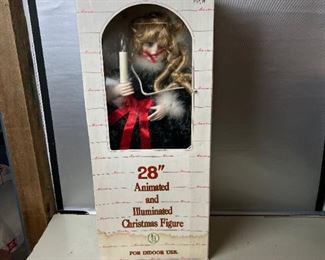 28"
Animated
and
Illuminated
Christmas Figure
FOR INDOOR USE